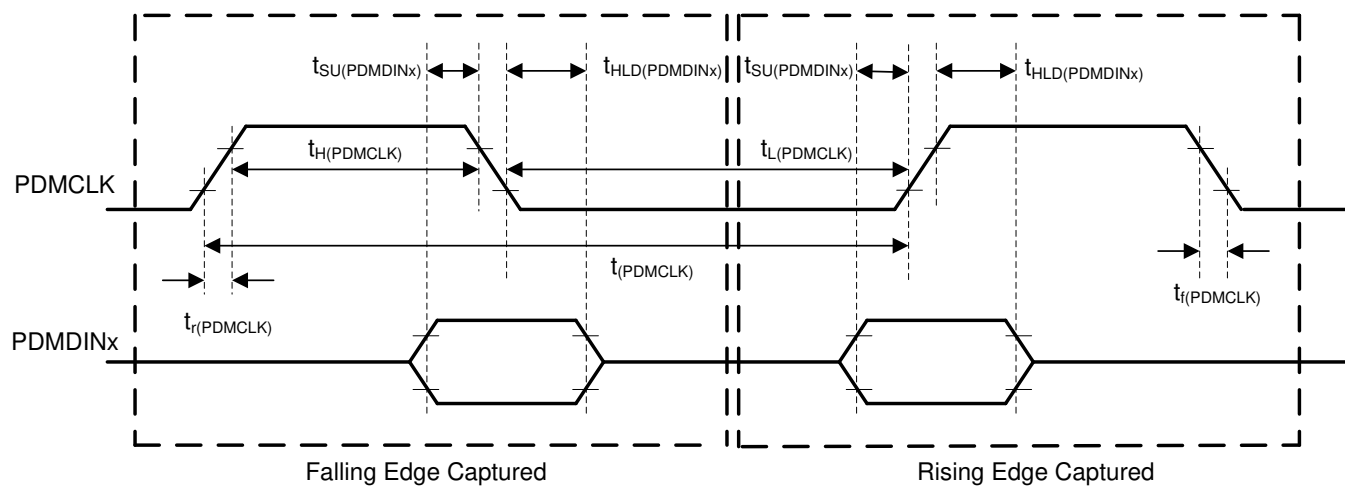 tSU(PDMDINx)
tHLD(PDMDINx)
tSU(PDMDINx)
tHLD(PDMDINx)
tH(PDMCLK)
tL(PDMCLK)
PDMCLK
t(PDMCLK)
tr(PDMCLK)
tf(PDMCLK)
PDMDINx
Falling Edge Captured
Rising Edge Captured